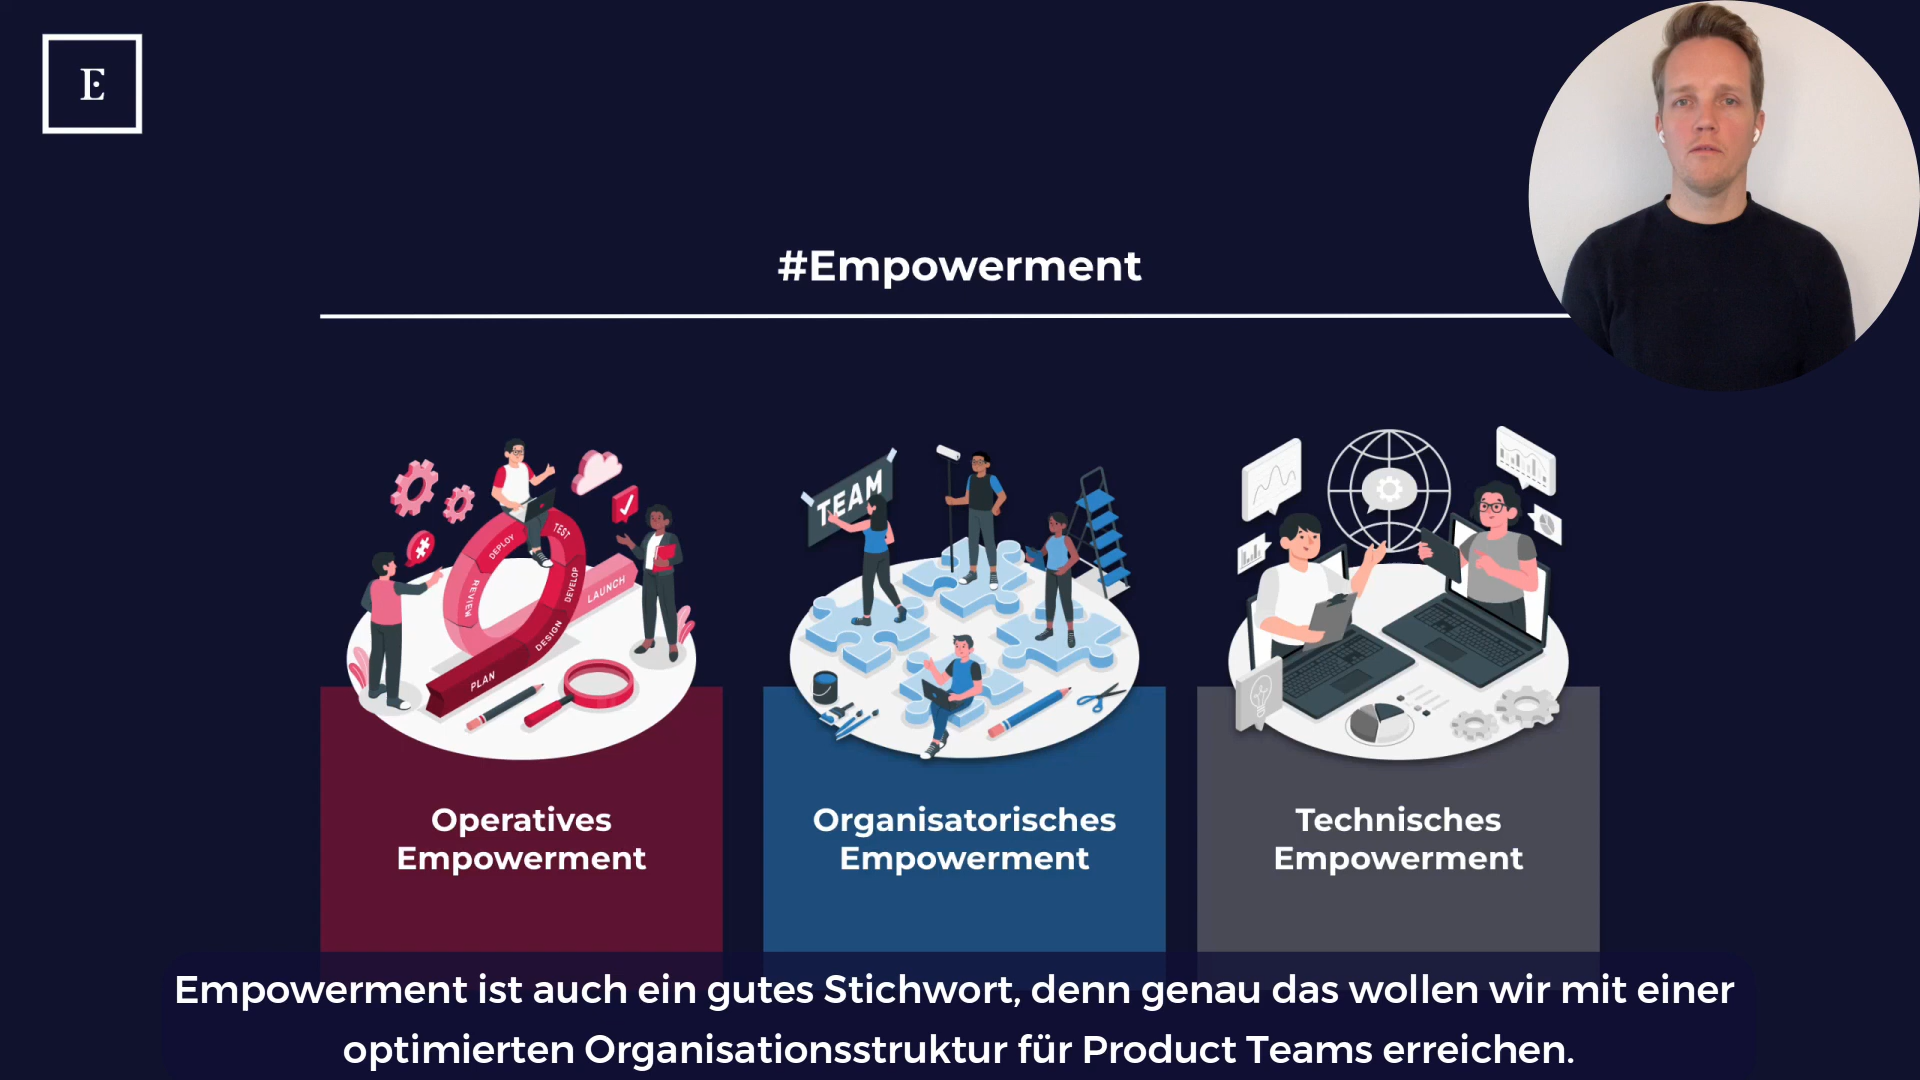 E
#Empowerment
DEPLOY
TEST
REVIEW
DEVELOP
LAUNCH
DESIGN
PLAN
TEAM
Operatives
Empowerment
Organisatorisches
Empowerment
Technisches
Empowerment
Empowerment ist auch ein gutes Stichwort, denn genau das wollen wir mit einer
optimierten Organisationsstruktur für Product Teams erreichen.